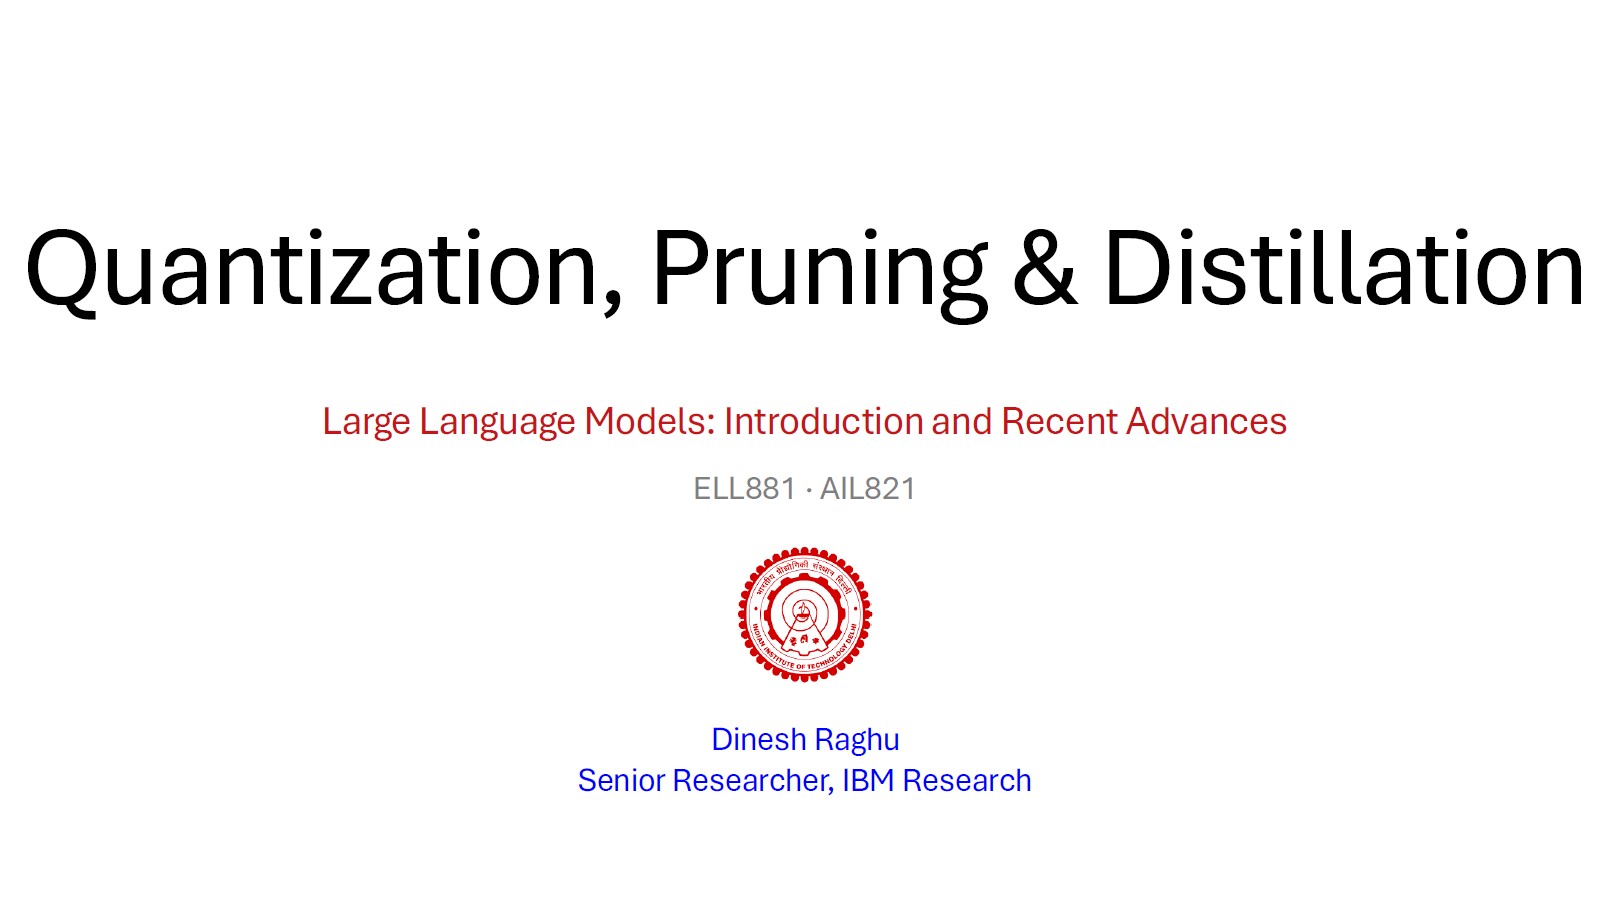 Quantization, Pruning & Distillation
Large Language Models: Introduction and Recent Advances
ELL881 · AIL821
भारतीय प्रौद्योगिकी संस्थान दिल्ली
INDIAN INSTITUTE OF TECHNOLOGY DELHI
Dinesh Raghu
Senior Researcher, IBM Research